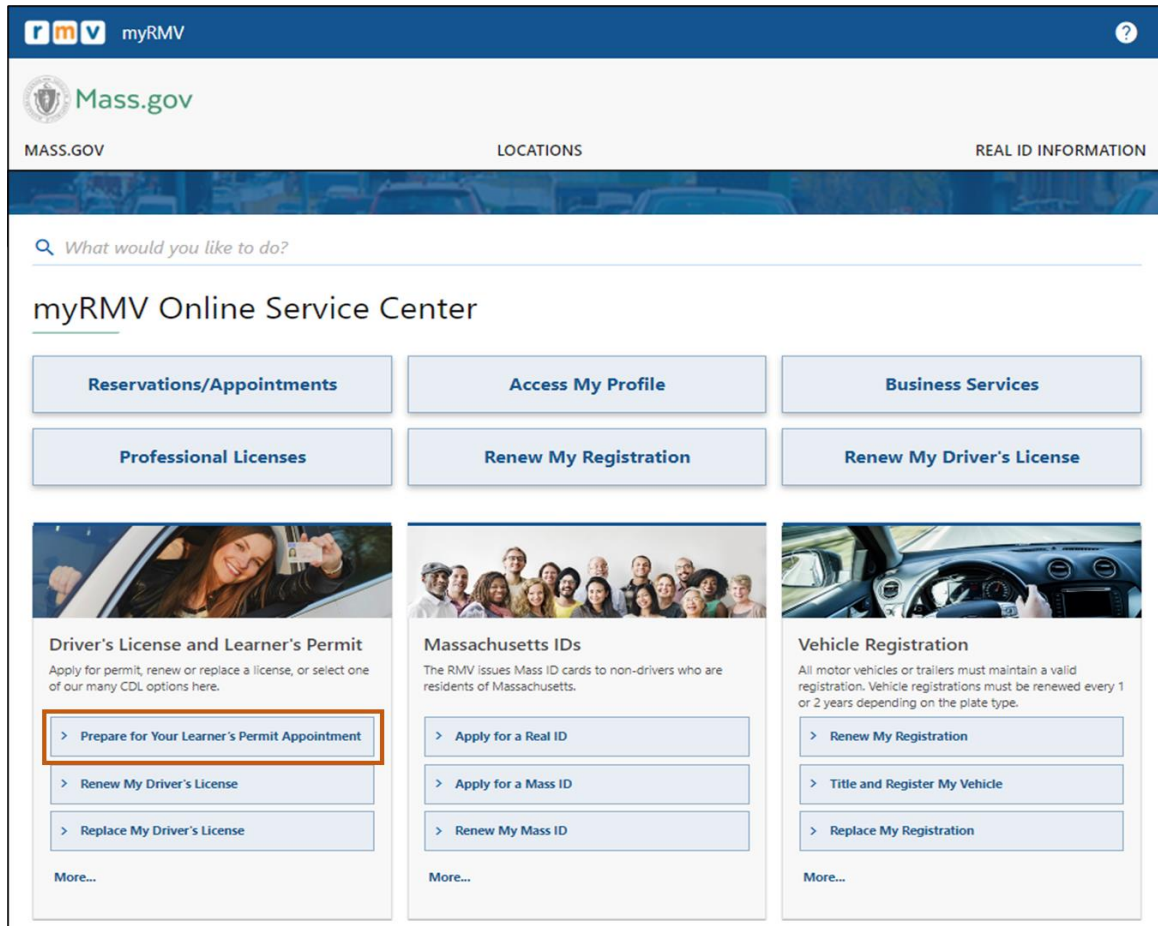 rmv myRMV ?
Mass.gov
MASS.GOV LOCATIONS REAL ID INFORMATION
What would you like to do?
myRMV Online Service Center
Reservations/Appointments Access My Profile Business Services
Professional Licenses Renew My Registration Renew My Driver's License
Driver's License and Learner's Permit
Apply for permit, renew or replace a license, or select one
of our many CDL options here.
> Prepare for Your Learner's Permit Appointment
> Renew My Driver's License
> Replace My Driver's License
More...
Massachusetts IDs
The RMV issues Mass ID cards to non-drivers who are
residents of Massachusetts.
> Apply for a Real ID
> Apply for a Mass ID
> Renew My Mass ID
More...
Vehicle Registration
All motor vehicles or trailers must maintain a valid
registration. Vehicle registrations must be renewed every 1
or 2 years depending on the plate type.
> Renew My Registration
> Title and Register My Vehicle
> Replace My Registration
More...